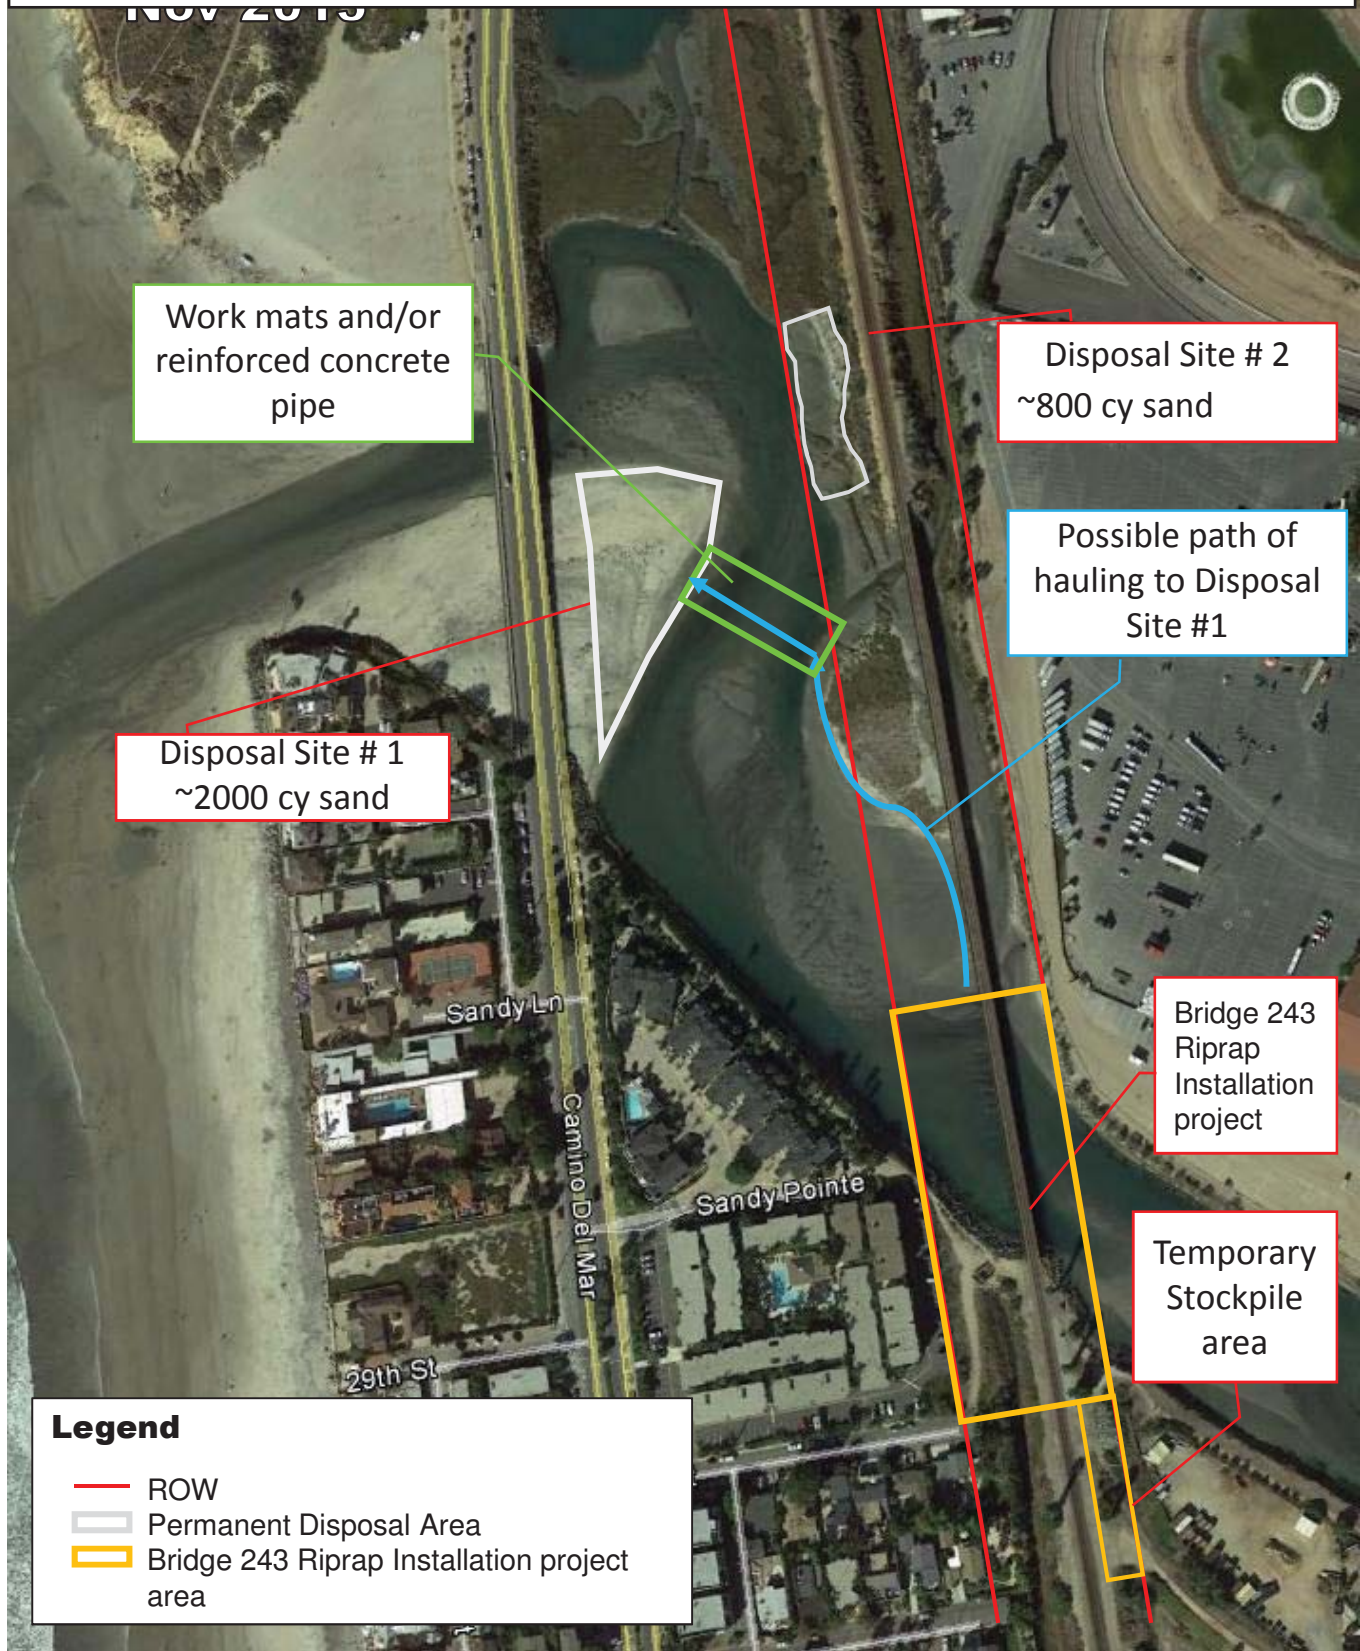 Work mats and/or
reinforced concrete
pipe
Disposal Site # 2
~800 cy sand
Possible path of
hauling to Disposal
Site #1
Disposal Site # 1
~2000 cy sand
Sandy Ln
Bridge 243
Riprap
Installation
project
Camino Del Mar
Sandy Pointe
Temporary
Stockpile
area
29th St
Legend
ROW
Permanent Disposal Area
Bridge 243 Riprap Installation project
area